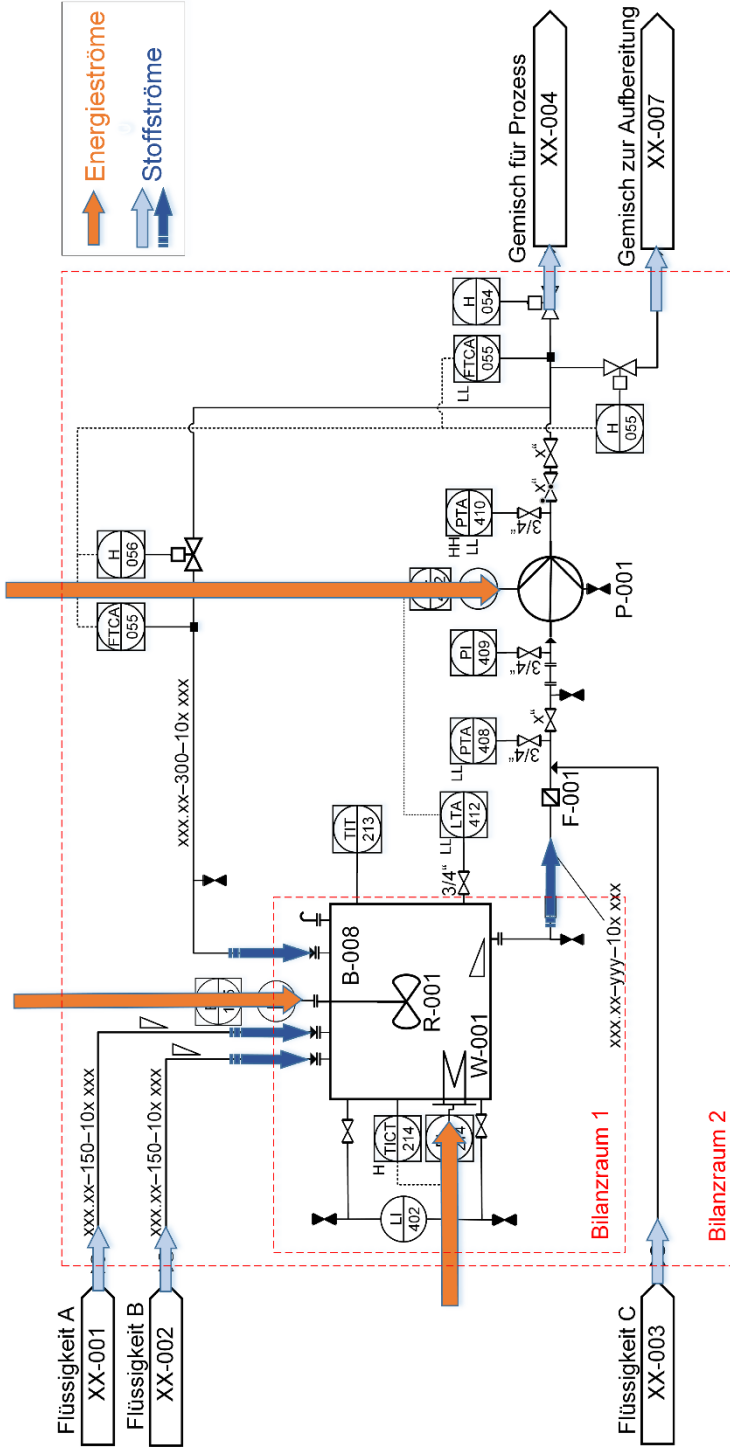 Energieströme
Stoffströme
Flüssigkeit A
XX-001
xxx.xx–150–10x xxx
Flüssigkeit B
XX-002
xxx.xx–150–10x xxx
FTCA
055
H
056
xxx.xx–300–10x xxx
B-008
R-001
W-001
TIT
213
H
TICT
214
LI
402
LL
LTA
412
3/4"
LL
PTA
408
3/4"
PI
409
3/4"
HH
LL
PTA
410
3/4"
LL
FTCA
055
H
054
Gemisch für Prozess
XX-004
F-001
x"
x"
x"
P-001
H
055
Gemisch zur Aufbereitung
XX-007
xxx.xx–yyy–10x xxx
Bilanzraum 1
Flüssigkeit C
XX-003
Bilanzraum 2